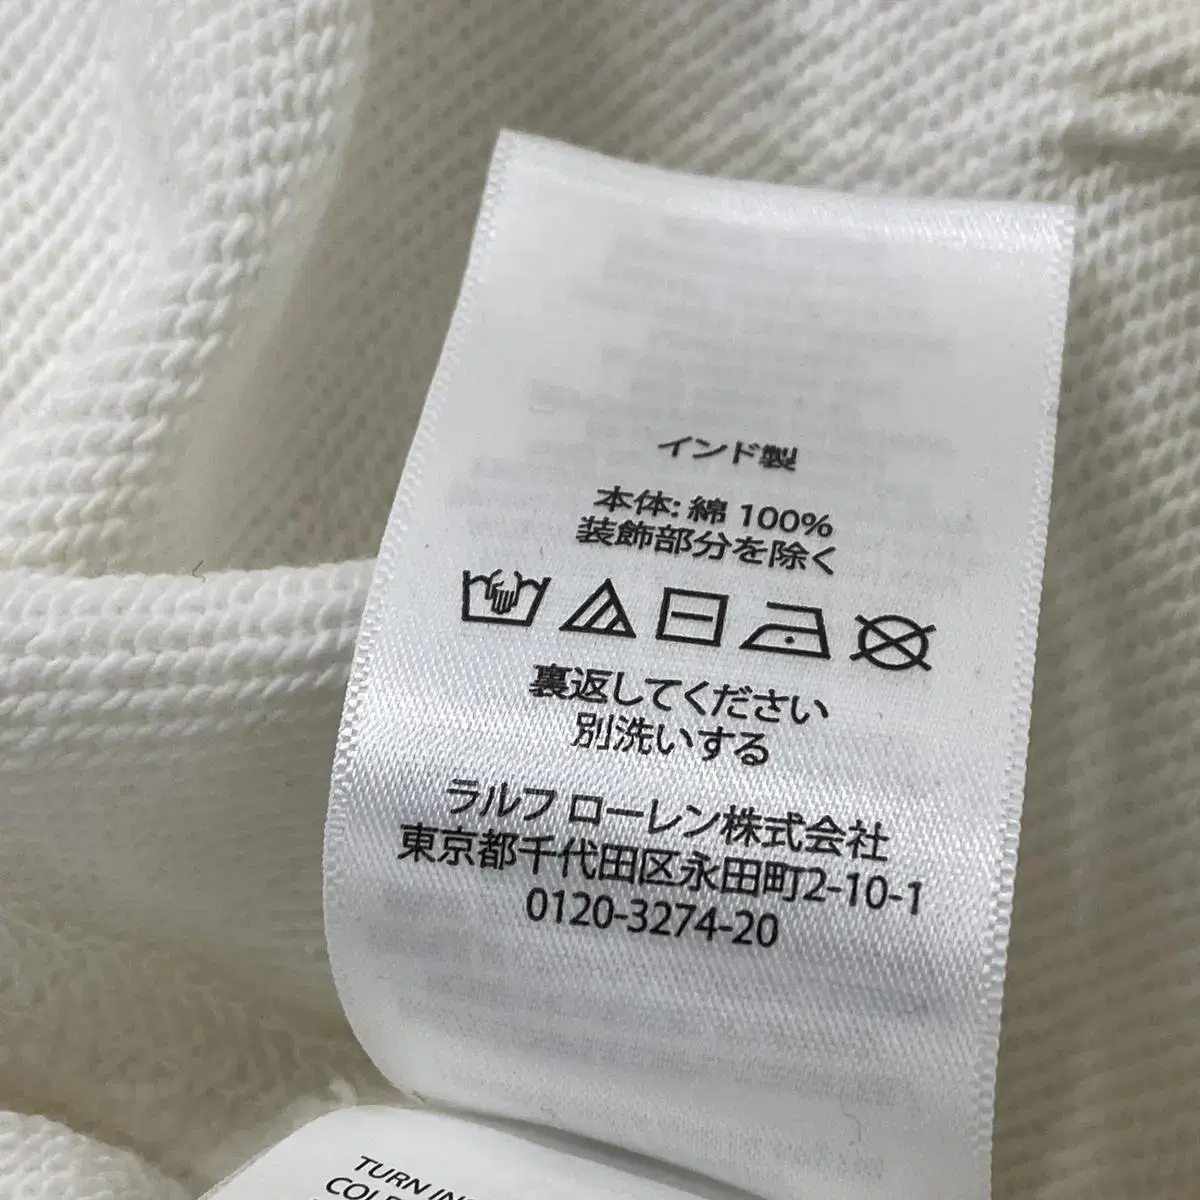 インド製
本体: 綿 100%
装飾部分を除く
裏返してください
別洗いする
ラルフ ローレン株式会社
東京都千代田区永田町2-10-1
0120-3274-20
TURN